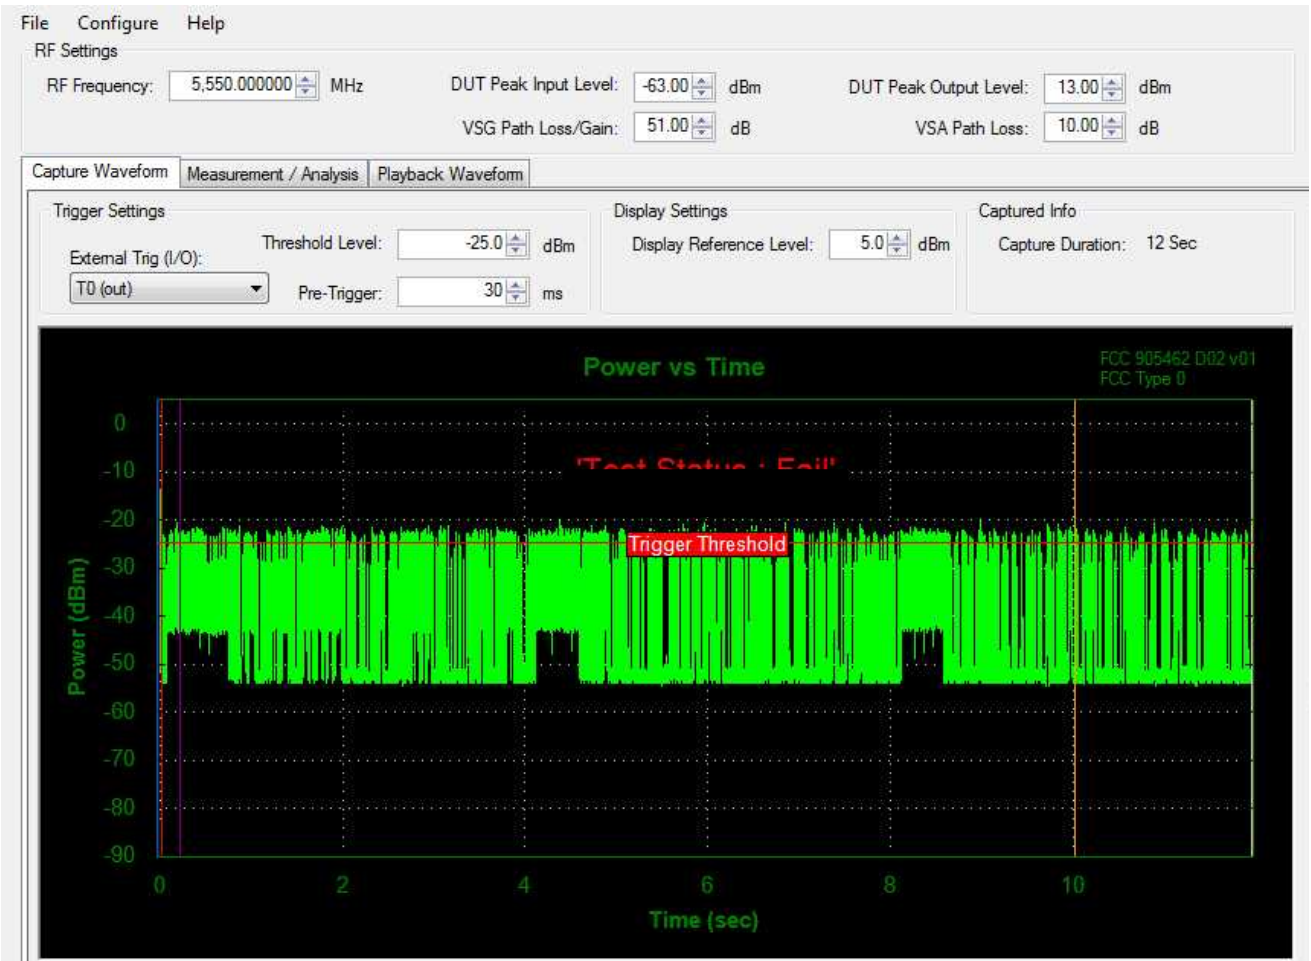 File Configure Help
RF Settings
RF Frequency: 5,550.000000 MHz DUT Peak Input Level: -63.00 dBm DUT Peak Output Level: 13.00 dBm
VSG Path Loss/Gain: 51.00 dB VSA Path Loss: 10.00 dB
Capture Waveform Measurement / Analysis Playback Waveform
Trigger Settings Display Settings Captured Info
Threshold Level: -25.0 dBm Display Reference Level: 5.0 dBm Capture Duration: 12 Sec
External Trig (I/O):
T0 (out) Pre-Trigger: 30 ms
Power vs Time
FCC 905462 D02 v01
FCC Type 0
'Test Status : Fail'
Trigger Threshold
Power (dBm)
0
-10
-20
-30
-40
-50
-60
-70
-80
-90
0 2 4 6 8 10
Time (sec)